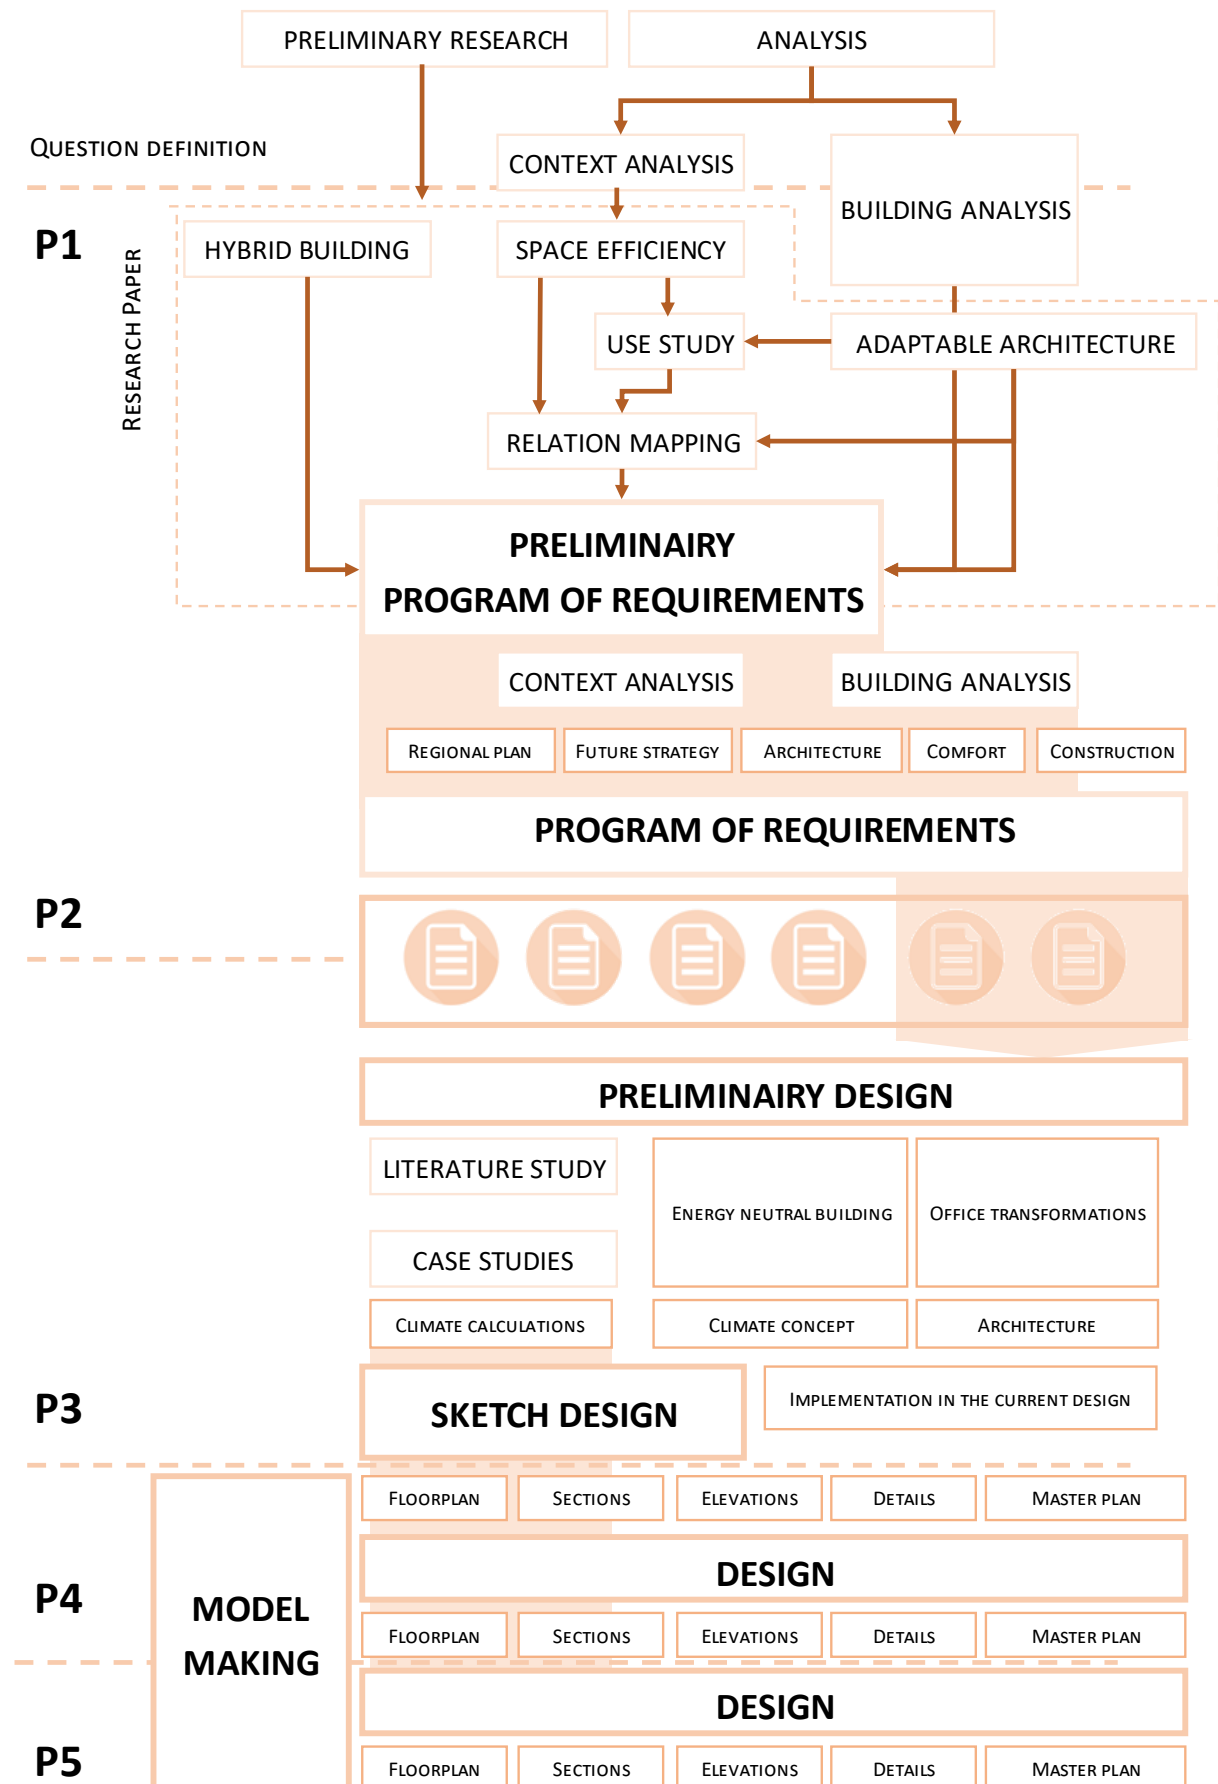 PRELIMINARY RESEARCH
ANALYSIS
QUESTION DEFINITION
CONTEXT ANALYSIS
BUILDING ANALYSIS
P1
RESEARCH PAPER
HYBRID BUILDING
SPACE EFFICIENCY
USE STUDY
ADAPTABLE ARCHITECTURE
RELATION MAPPING
PRELIMINAIRY
PROGRAM OF REQUIREMENTS
CONTEXT ANALYSIS
BUILDING ANALYSIS
REGIONAL PLAN
FUTURE STRATEGY
ARCHITECTURE
COMFORT
CONSTRUCTION
PROGRAM OF REQUIREMENTS
P2
PRELIMINAIRY DESIGN
LITERATURE STUDY
ENERGY NEUTRAL BUILDING
OFFICE TRANSFORMATIONS
CASE STUDIES
CLIMATE CALCULATIONS
CLIMATE CONCEPT
ARCHITECTURE
P3
SKETCH DESIGN
IMPLEMENTATION IN THE CURRENT DESIGN
FLOORPLAN
SECTIONS
ELEVATIONS
DETAILS
MASTER PLAN
DESIGN
P4
MODEL
MAKING
FLOORPLAN
SECTIONS
ELEVATIONS
DETAILS
MASTER PLAN
DESIGN
P5
FLOORPLAN
SECTIONS
ELEVATIONS
DETAILS
MASTER PLAN